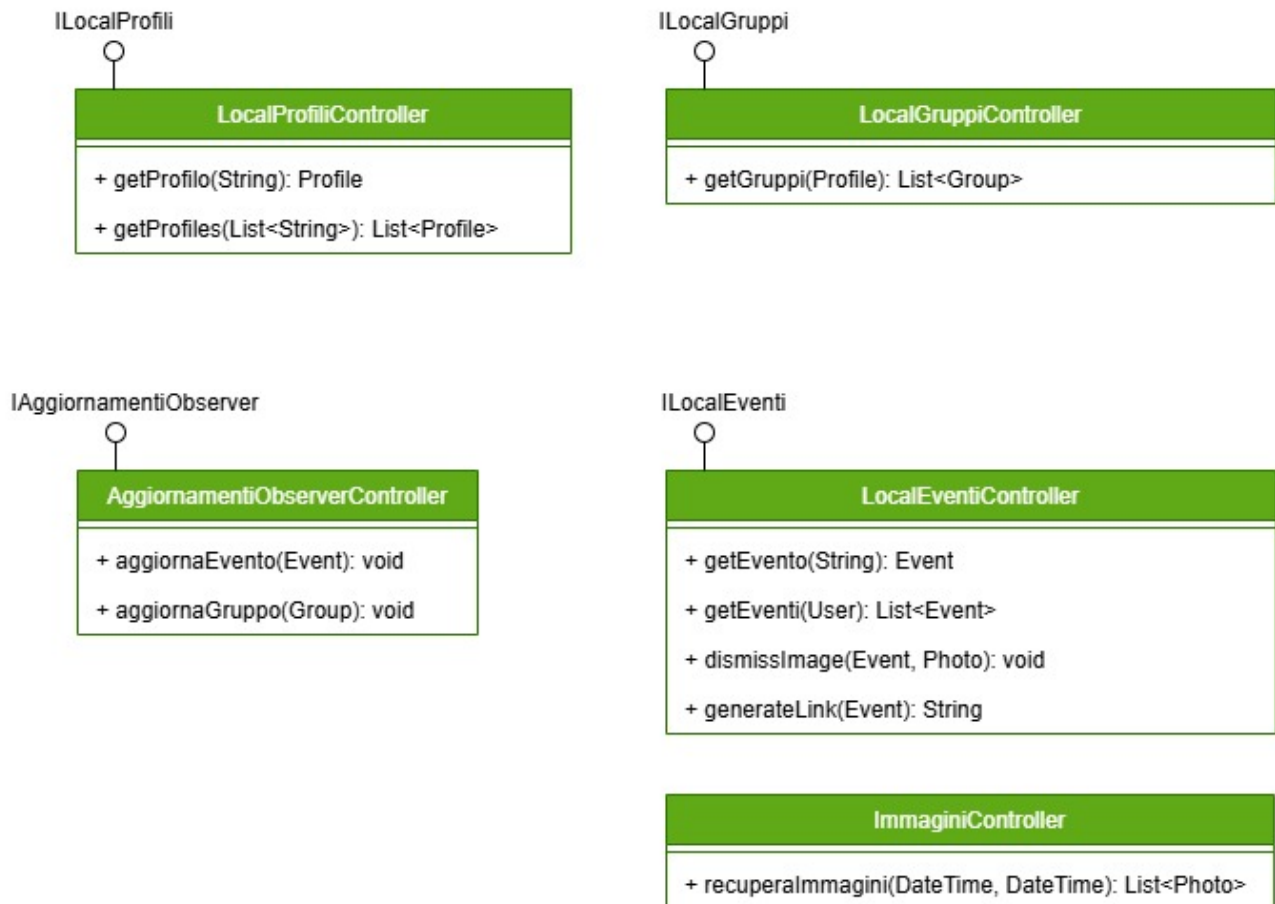 ILocalProfili
LocalProfiliController
+ getProfilo(String): Profile
+ getProfiles(List<String>): List<Profile>
ILocalGruppi
LocalGruppiController
+ getGruppi(Profile): List<Group>
IAggiornamentiObserver
AggiornamentiObserverController
+ aggiornaEvento(Event): void
+ aggiornaGruppo(Group): void
ILocalEventi
LocalEventiController
+ getEvento(String): Event
+ getEventi(User): List<Event>
+ dismissImage(Event, Photo): void
+ generateLink(Event): String
ImmaginiController
+ recuperaImmagini(DateTime, DateTime): List<Photo>